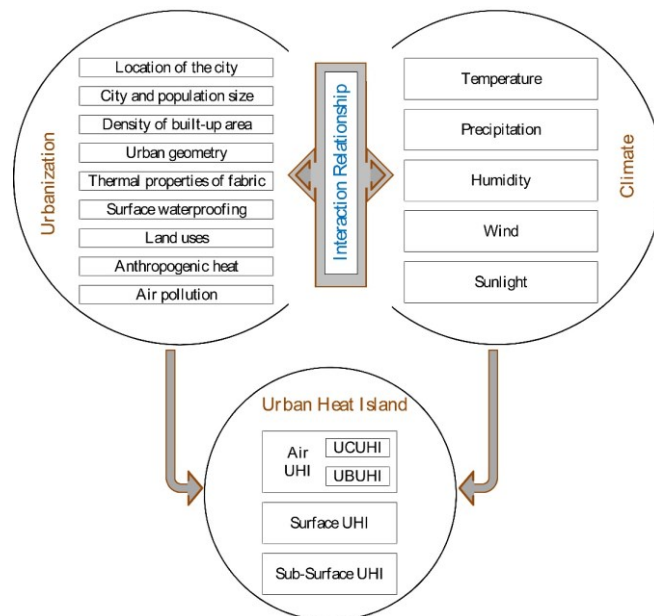 Urbanization
Location of the city
City and population size
Density of built-up area
Urban geometry
Thermal properties of fabric
Surface waterproofing
Land uses
Anthropogenic heat
Air pollution
Interaction Relationship
Climate
Temperature
Precipitation
Humidity
Wind
Sunlight
Urban Heat Island
Air
UHI
UCUHI
UBUHI
Surface UHI
Sub-Surface UHI